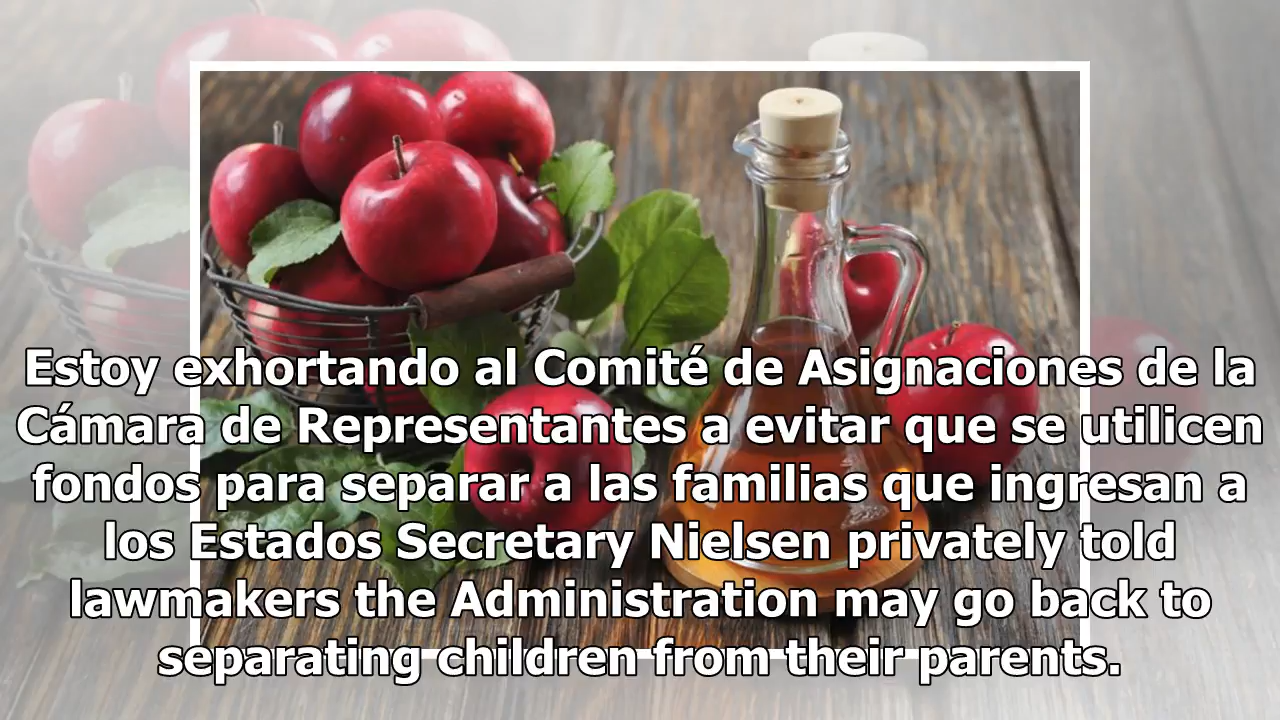 Estoy exhortando al Comité de Asignaciones de la
Cámara de Representantes a evitar que se utilicen
fondos para separar a las familias que ingresan a
los Estados Secretary Nielsen privately told
lawmakers the Administration may go back to
separating children from their parents.